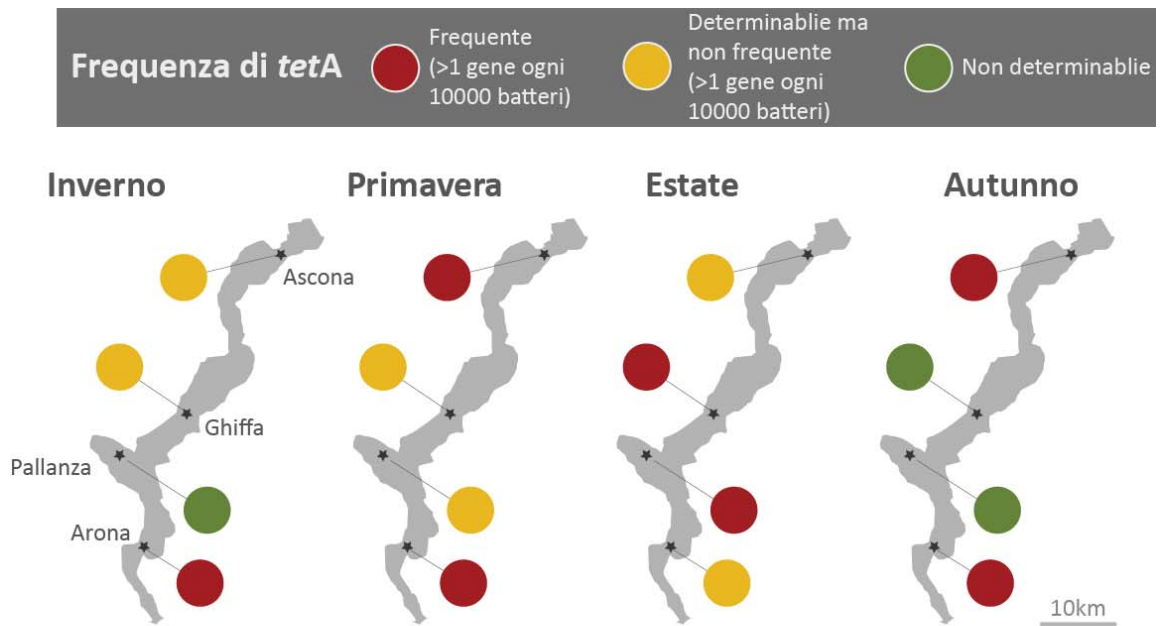 Frequenza di tetA
Frequente
(>1 gene ogni
10000 batteri)
Determinablie ma
non frequente
(>1 gene ogni
10000 batteri)
Non determinablie
Inverno
Primavera
Estate
Autunno
Ascona
Ghiffa
Pallanza
Arona
10km